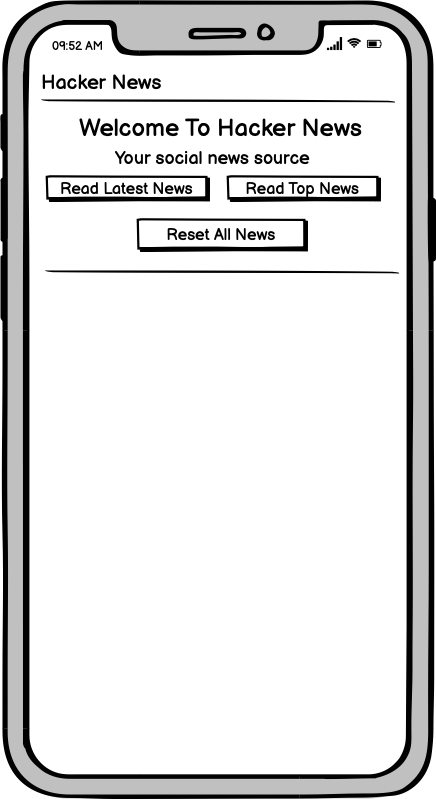 09:52 AM
Hacker News
Welcome To Hacker News
Your social news source
Read Latest News Read Top News
Reset All News